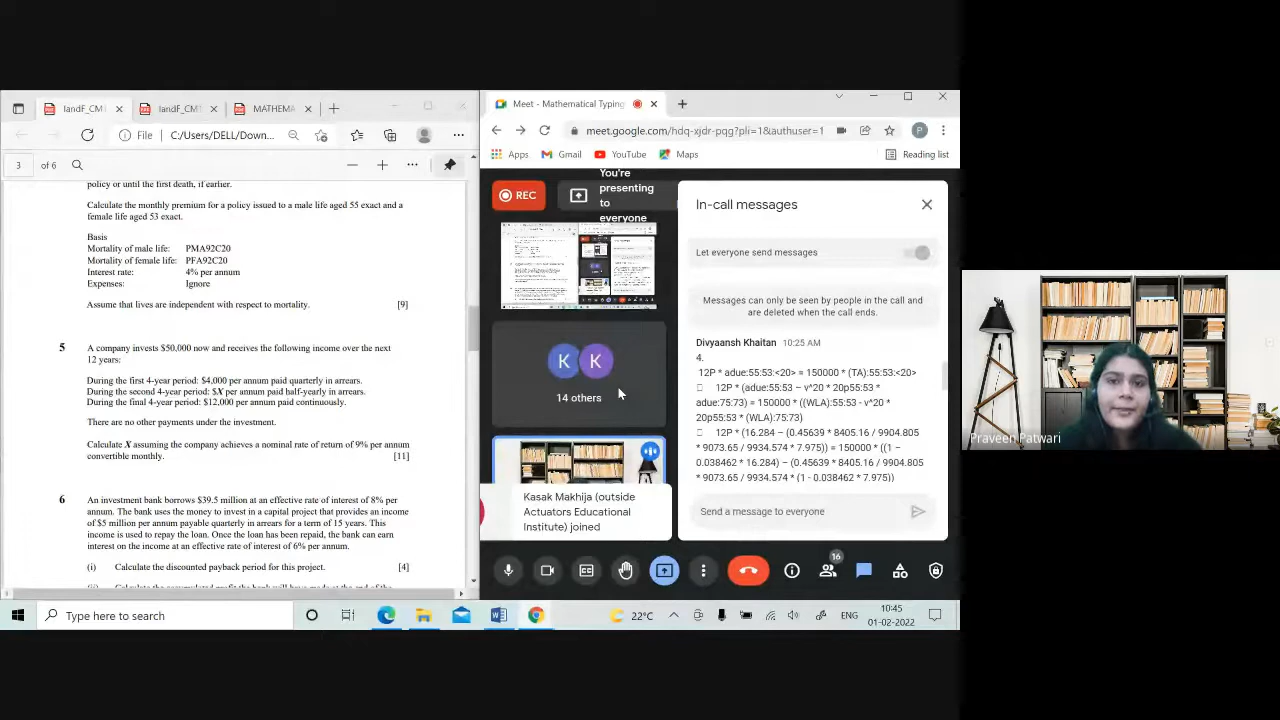 IandF_CM1
IandF_CM
MATHEMA
File
C:/Users/DELL/Down...
3 of 6
policy or until the first death, if earlier.
Calculate the monthly premium for a policy issued to a male life aged 55 exact and a
female life aged 53 exact.
Basis
Mortality of male life: PMA92C20
Mortality of female life: PFA92C20
Interest rate: 4% per annum
Expenses: Ignore
Assume that lives are independent with respect to mortality. [9]
5 A company invests $50,000 now and receives the following income over the next
12 years:
During the first 4-year period: $4,000 per annum paid quarterly in arrears.
During the second 4-year period: $X per annum paid half-yearly in arrears.
During the final 4-year period: $12,000 per annum paid continuously.
There are no other payments under the investment.
Calculate X assuming the company achieves a nominal rate of return of 9% per annum
convertible monthly. [11]
6 An investment bank borrows $39.5 million at an effective rate of interest of 8% per
annum. The bank uses the money to invest in a capital project that provides an income
of $5 million per annum payable quarterly in arrears for a term of 15 years. This
income is used to repay the loan. Once the loan has been repaid, the bank can earn
interest on the income at an effective rate of interest of 6% per annum.
(i) Calculate the discounted payback period for this project. [4]
Calculate the accumulated profit the bank will have made at the end of the
Meet - Mathematical Typing
meet.google.com/hdq-xjdr-pqg?pli=1&authuser=1
P
Apps Gmail YouTube Maps Reading list
REC
You're
presenting
to
everyone
K K
14 others
Kasak Makhija (outside
Actuators Educational
Institute) joined
In-call messages
Let everyone send messages
Messages can only be seen by people in the call and
are deleted when the call ends.
Divyaansh Khaitan 10:25 AM
4.
12P * adue:55:53:<20> = 150000 * (TA):55:53:<20>
12P * (adue:55:53 – v^20 * 20p55:53 *
adue:75:73) = 150000 * ((WLA):55:53 - v^20 *
20p55:53 * (WLA):75:73)
12P * (16.284 – (0.45639 * 8405.16 / 9904.805
* 9073.65 / 9934.574 * 7.975)) = 150000 * ((1 –
0.038462 * 16.284) – (0.45639 * 8405.16 / 9904.805
* 9073.65 / 9934.574 * (1 - 0.038462 * 7.975))
Send a message to everyone
16
Type here to search
22°C
ENG
10:45
01-02-2022
Praveen Patwari